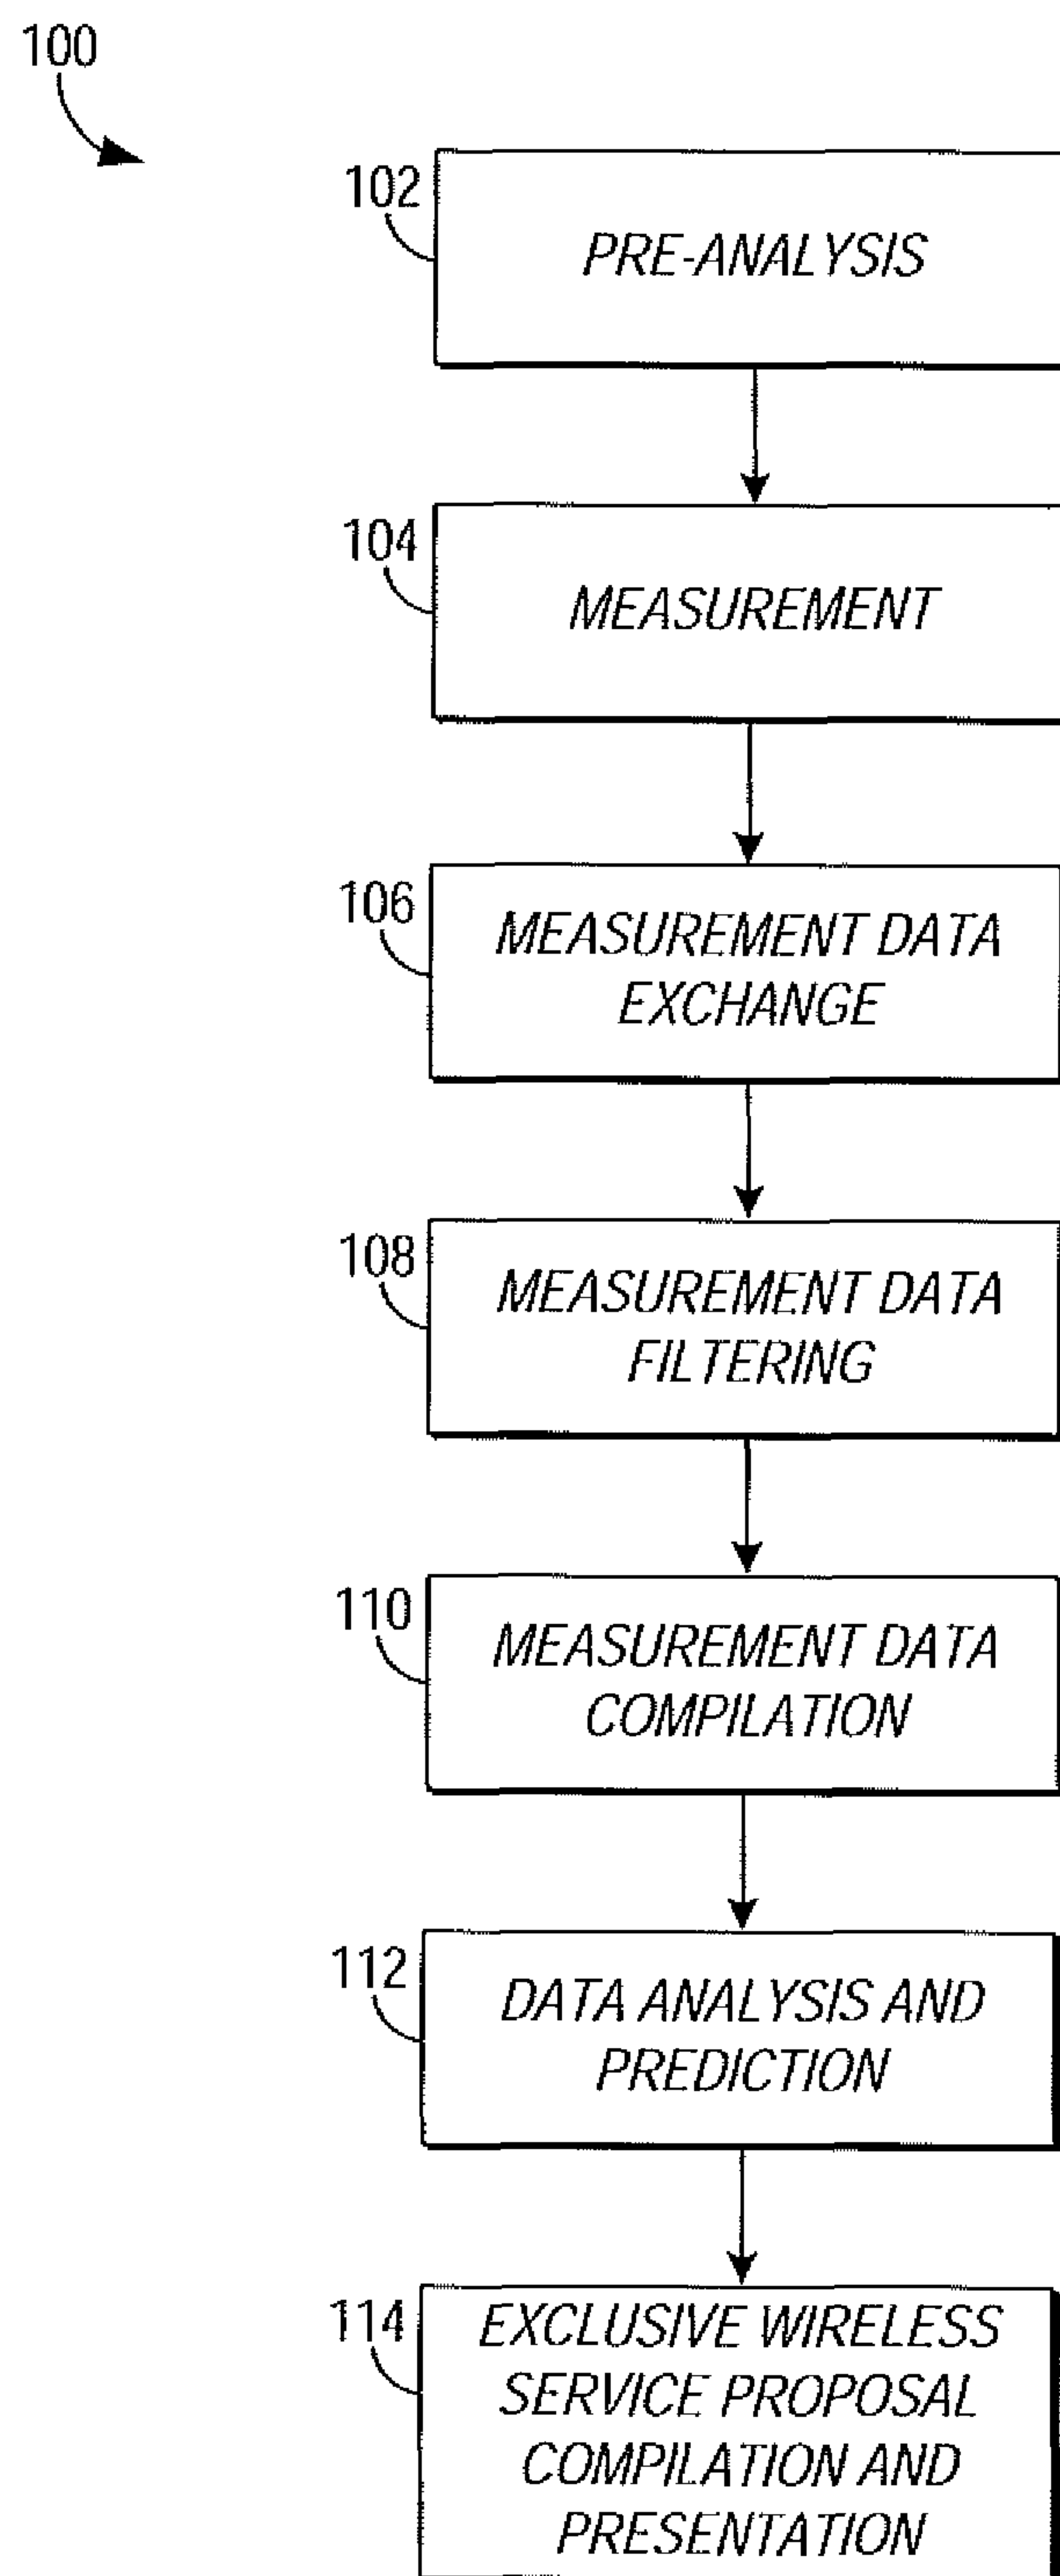 100
102
PRE-ANALYSIS
104
MEASUREMENT
106
MEASUREMENT DATA
EXCHANGE
108
MEASUREMENT DATA
FILTERING
110
MEASUREMENT DATA
COMPILATION
112
DATA ANALYSIS AND
PREDICTION
114
EXCLUSIVE WIRELESS
SERVICE PROPOSAL
COMPILATION AND
PRESENTATION